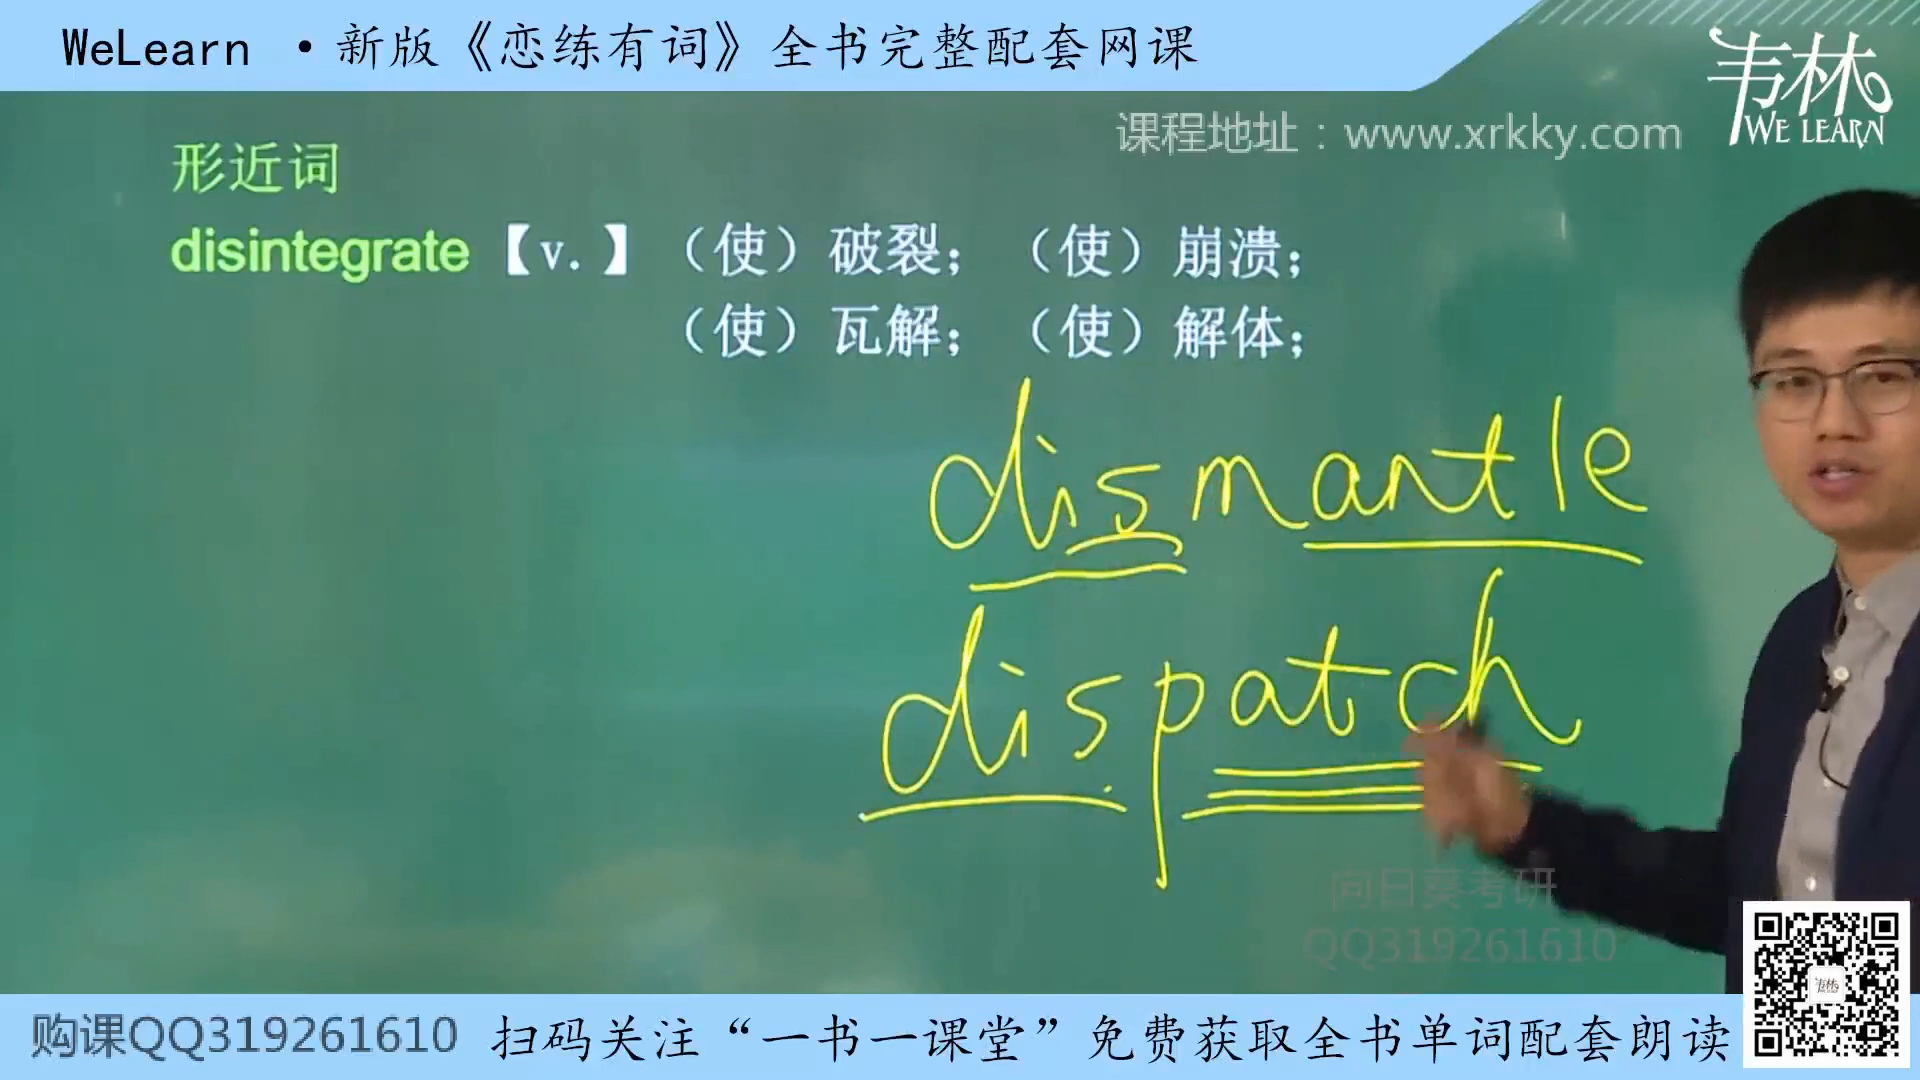 WeLearn ·新版《恋练有词》全书完整配套网课
韦林
WE LEARN
课程地址：www.xrkky.com
形近词
disintegrate【v.】（使）破裂；（使）崩溃；
（使）瓦解；（使）解体；
dismantle
dispatch
向日葵考研
QQ319261610
韦林
购课QQ319261610 扫码关注“一书一课堂”免费获取全书单词配套朗读